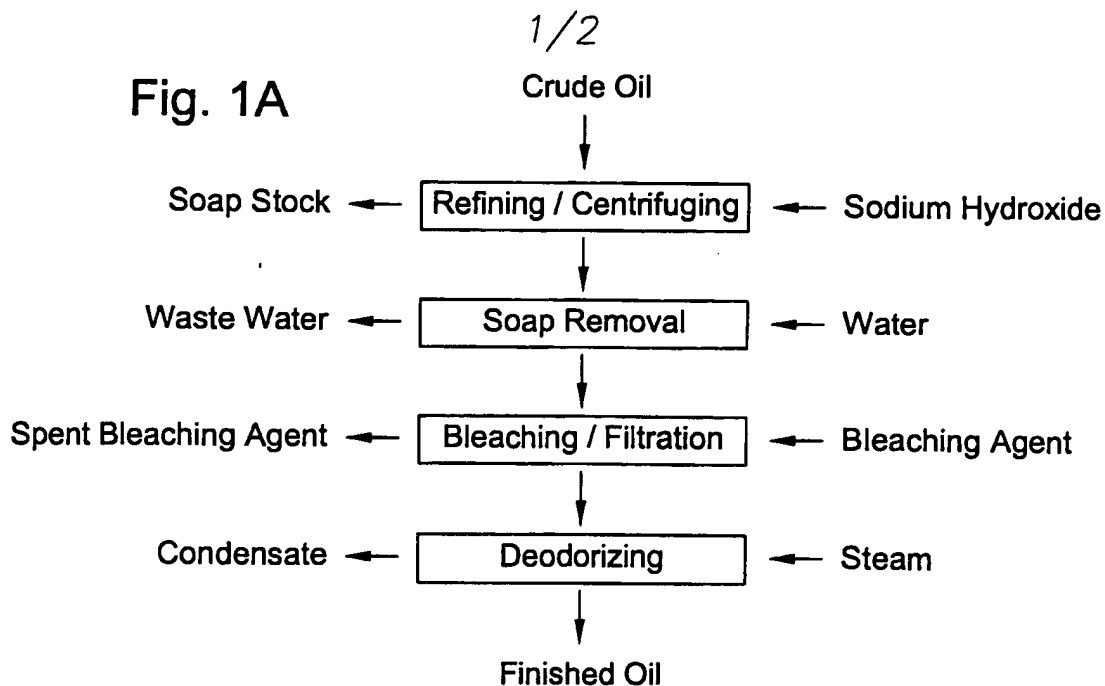 1/2
Fig. 1A
Crude Oil
Soap Stock
Refining / Centrifuging
Sodium Hydroxide
Waste Water
Soap Removal
Water
Spent Bleaching Agent
Bleaching / Filtration
Bleaching Agent
Condensate
Deodorizing
Steam
Finished Oil